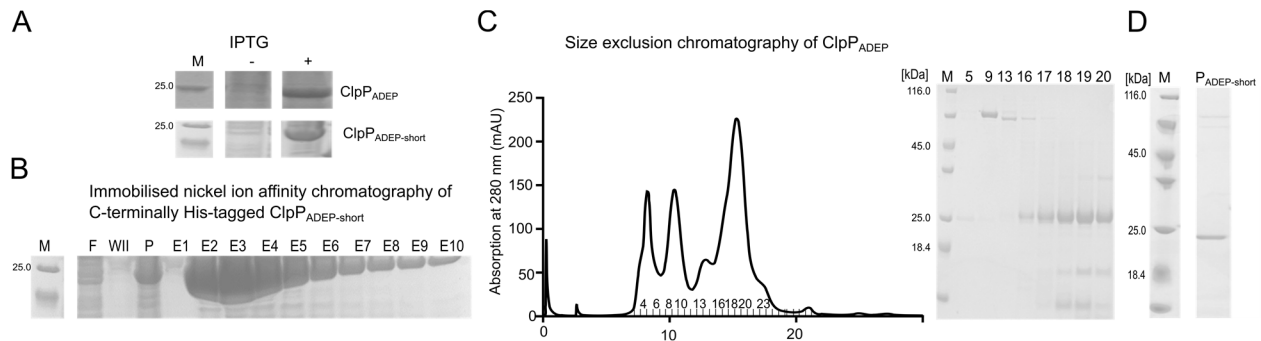 A
IPTG
M - +
25.0
ClpPADEP
25.0
ClpPADEP-short
B
Immobilised nickel ion affinity chromatography of
C-terminally His-tagged ClpPADEP-short
M F WII P E1 E2 E3 E4 E5 E6 E7 E8 E9 E10
25.0
C
Size exclusion chromatography of ClpPADEP
Absorption at 280 nm (mAU)
250
200
150
100
50
0
4 6 8 10 13 16 18 20 23
0 10 20
[kDa] M 5 9 13 16 17 18 19 20
116.0
45.0
25.0
18.4
D
[kDa] M PADEP-short
116.0
45.0
25.0
18.4